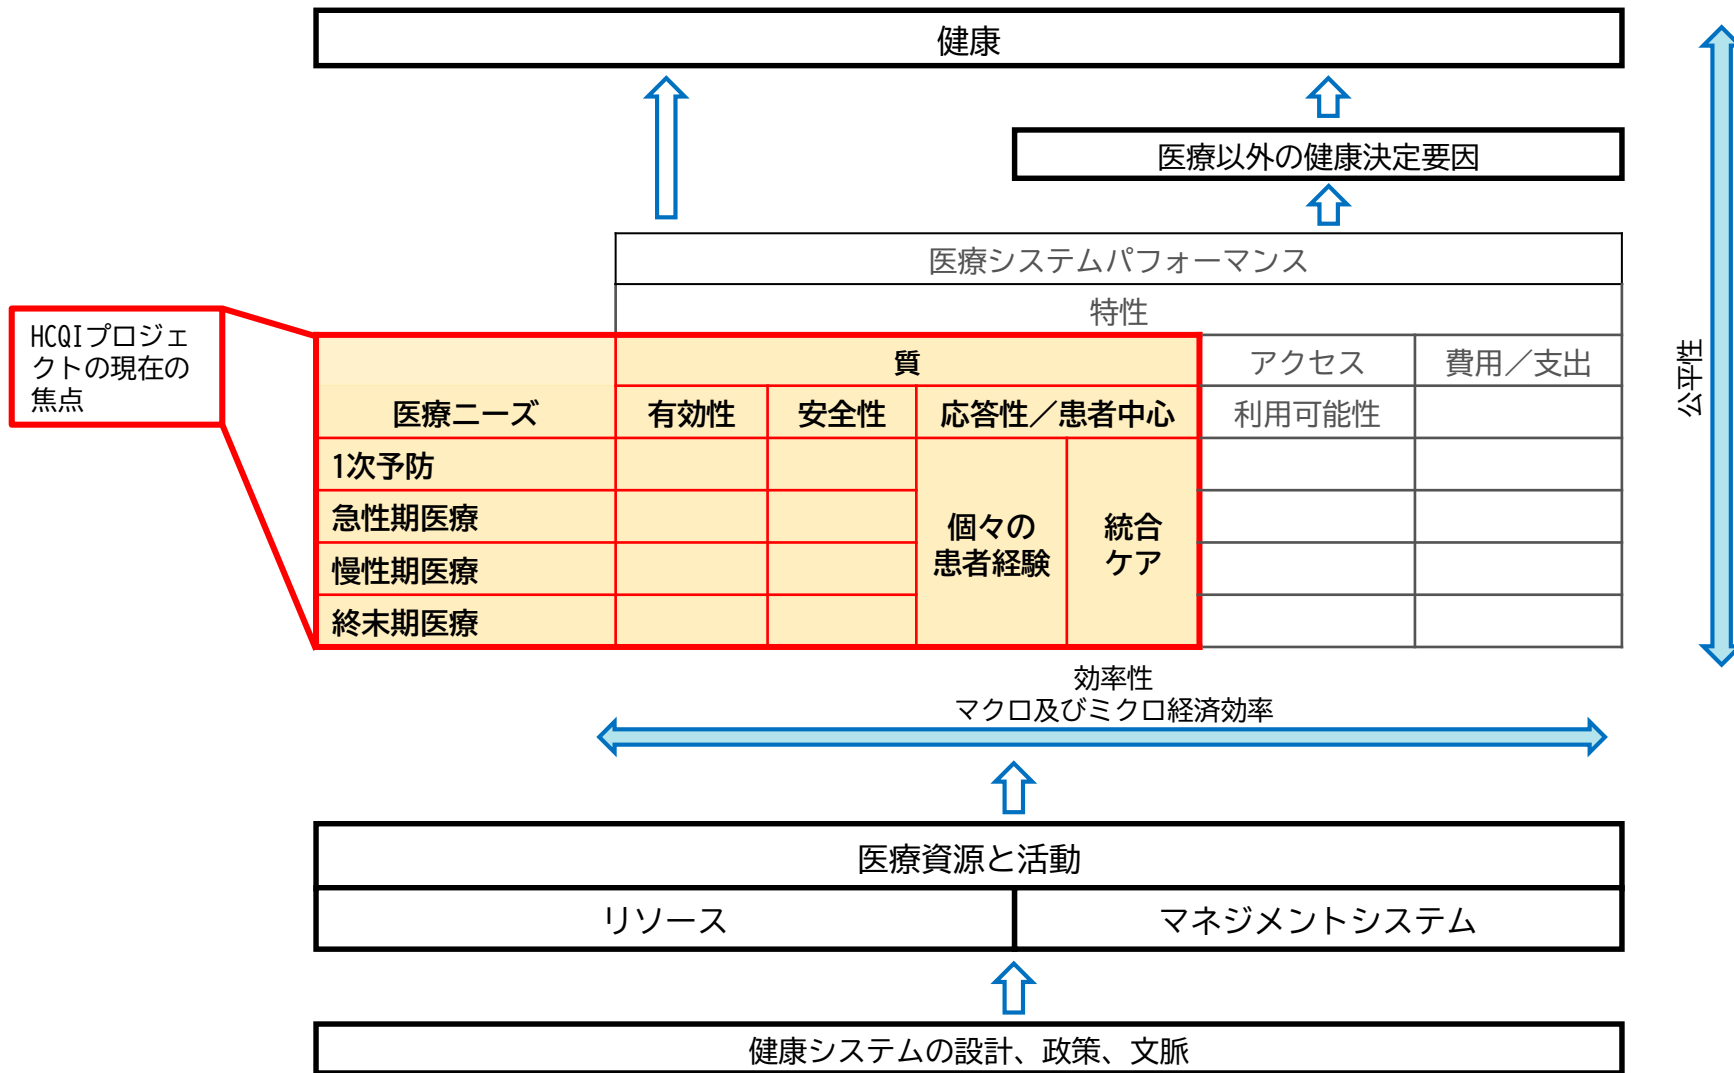 健康
医療以外の健康決定要因
医療システムパフォーマンス
特性
HCQIプロジェ
クトの現在の
焦点
質
アクセス
費用／支出
医療ニーズ
有効性
安全性
応答性／患者中心
利用可能性
1次予防
急性期医療
慢性期医療
終末期医療
個々の
患者経験
統合
ケア
公平性
効率性
マクロ及びミクロ経済効率
医療資源と活動
リソース
マネジメントシステム
健康システムの設計、政策、文脈